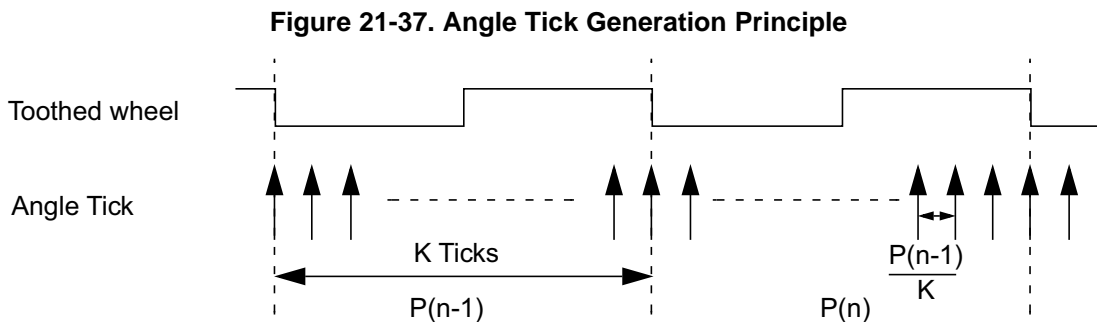 Figure 21-37. Angle Tick Generation Principle
Toothed wheel
Angle Tick
K Ticks
P(n-1)
K
P(n-1)
P(n)